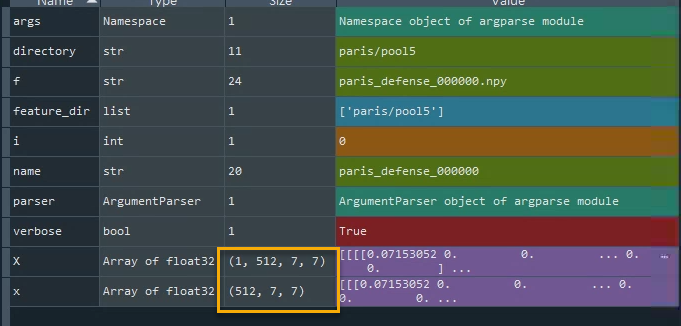 Name Type Size Value
args Namespace 1 Namespace object of argparse module
directory str 11 paris/pool5
f str 24 paris_defense_000000.npy
feature_dir list 1 ['paris/pool5']
i int 1 0
name str 20 paris_defense_000000
parser ArgumentParser 1 ArgumentParser object of argparse module
verbose bool 1 True
X Array of float32 (1, 512, 7, 7) [[[[0.07153052 0. 0. ... 0. …
0. ] ...
x Array of float32 (512, 7, 7) [[[0.07153052 0. 0. ... 0.
0. 0. ...